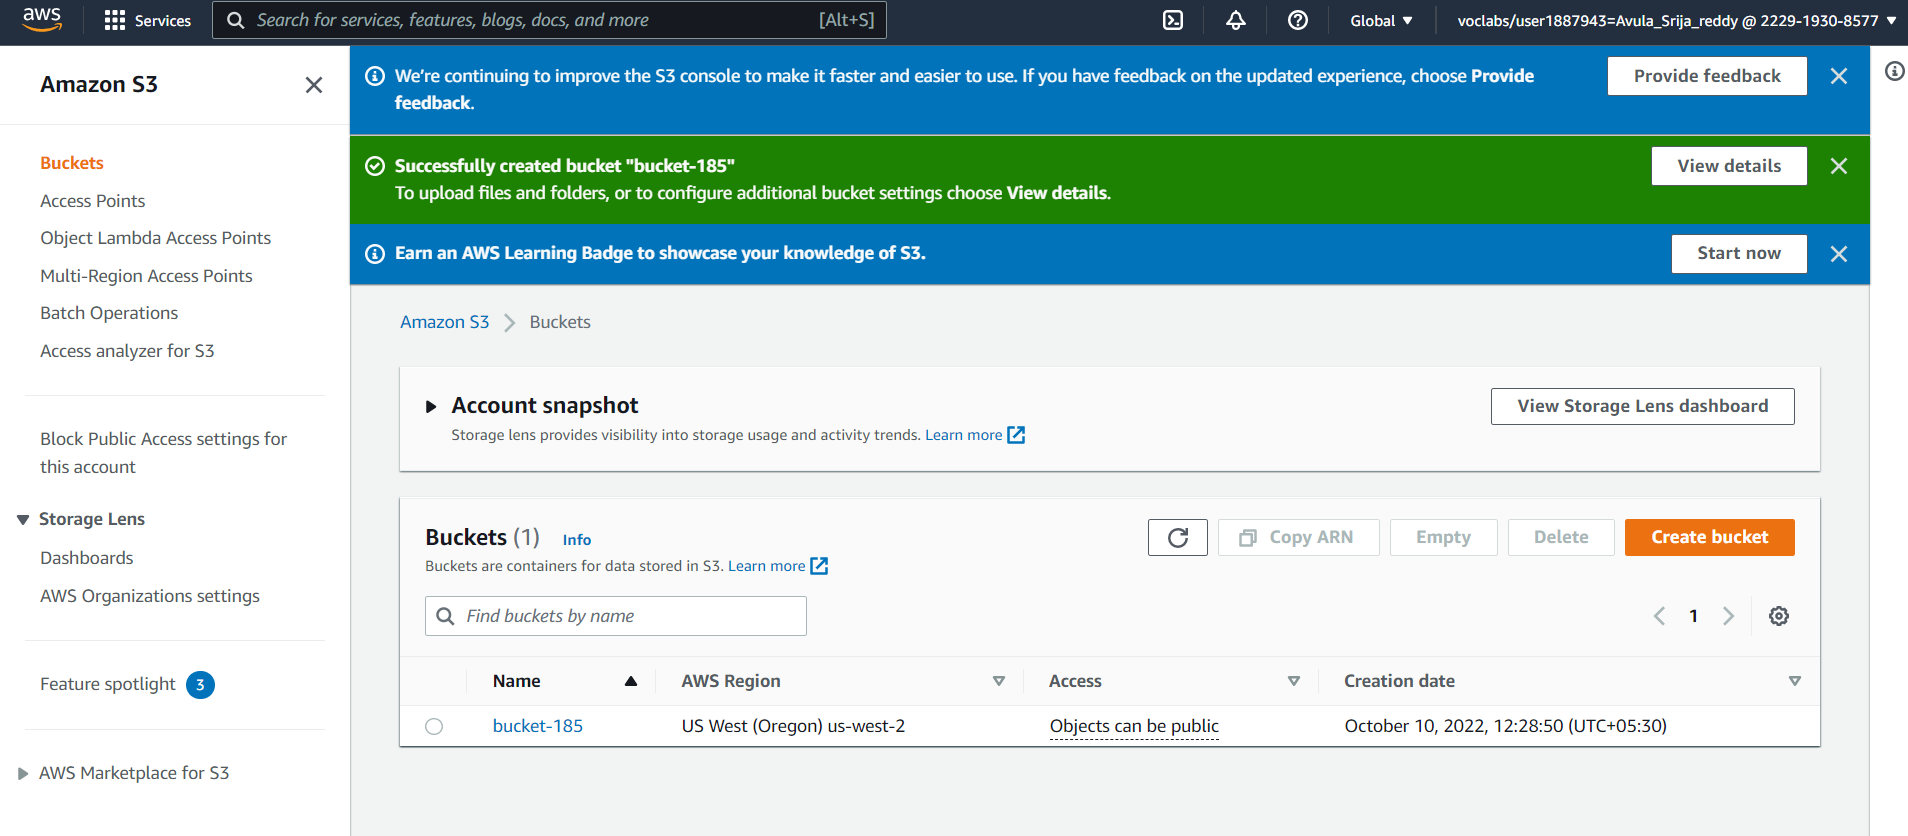 aws
Services
Search for services, features, blogs, docs, and more
[Alt+S]
Global
voclabs/user1887943=Avula_Srija_reddy @ 2229-1930-8577
Amazon S3
Buckets
Access Points
Object Lambda Access Points
Multi-Region Access Points
Batch Operations
Access analyzer for S3
Block Public Access settings for
this account
Storage Lens
Dashboards
AWS Organizations settings
Feature spotlight 3
AWS Marketplace for S3
We’re continuing to improve the S3 console to make it faster and easier to use. If you have feedback on the updated experience, choose Provide
feedback.
Provide feedback
Successfully created bucket "bucket-185"
To upload files and folders, or to configure additional bucket settings choose View details.
View details
Earn an AWS Learning Badge to showcase your knowledge of S3.
Start now
Amazon S3 > Buckets
Account snapshot
Storage lens provides visibility into storage usage and activity trends. Learn more
View Storage Lens dashboard
Buckets (1) Info
Buckets are containers for data stored in S3. Learn more
Copy ARN
Empty
Delete
Create bucket
Find buckets by name
1
Name AWS Region Access Creation date
bucket-185 US West (Oregon) us-west-2 Objects can be public October 10, 2022, 12:28:50 (UTC+05:30)